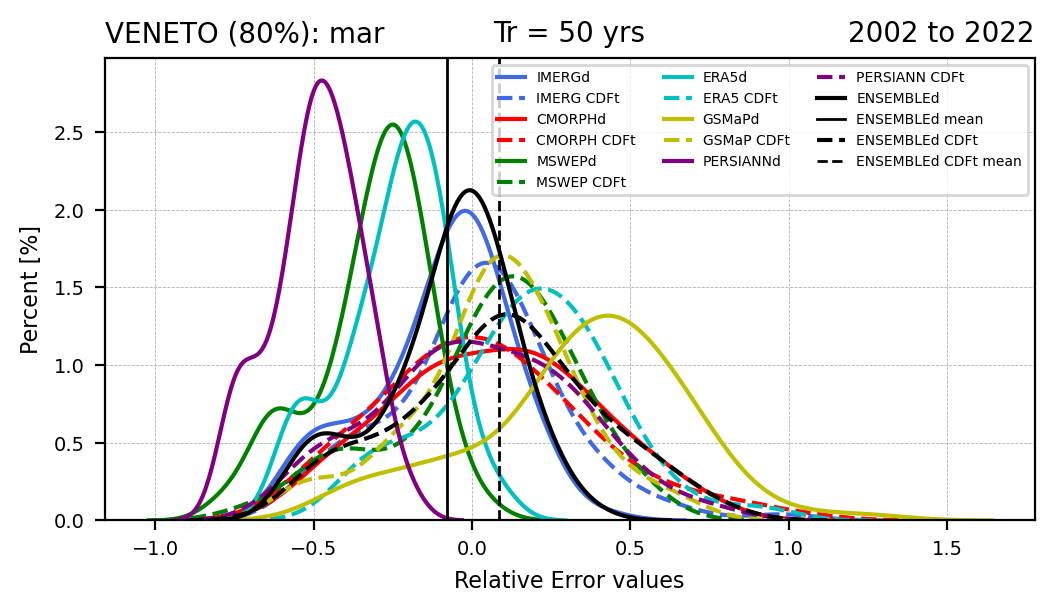 VENETO (80%): mar Tr = 50 yrs 2002 to 2022
IMERGd ERA5d PERSIANN CDFt
IMERG CDFt ERA5 CDFt ENSEMBLEd
CMORPHd GSMaPd ENSEMBLEd mean
CMORPH CDFt GSMaP CDFt ENSEMBLEd CDFt
MSWEPd PERSIANNd ENSEMBLEd CDFt mean
MSWEP CDFt
Percent [%]
2.5
2.0
1.5
1.0
0.5
0.0
−1.0 −0.5 0.0 0.5 1.0 1.5
Relative Error values